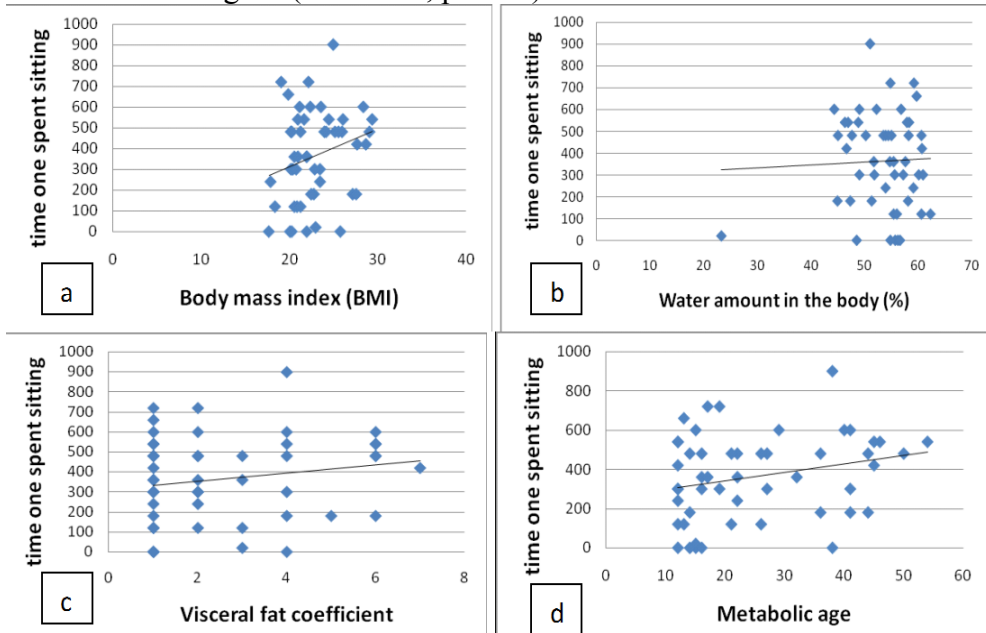 time one spent sitting
1000
900
800
700
600
500
400
300
200
100
0
0 10 20 30 40
Body mass index (BMI)
a
time one spent sitting
1000
900
800
700
600
500
400
300
200
100
0
0 10 20 30 40 50 60 70
Water amount in the body (%)
b
time one spent sitting
1000
900
800
700
600
500
400
300
200
100
0
0 2 4 6 8
Visceral fat coefficient
c
time one spent sitting
1000
800
600
400
200
0
0 10 20 30 40 50 60
Metabolic age
d